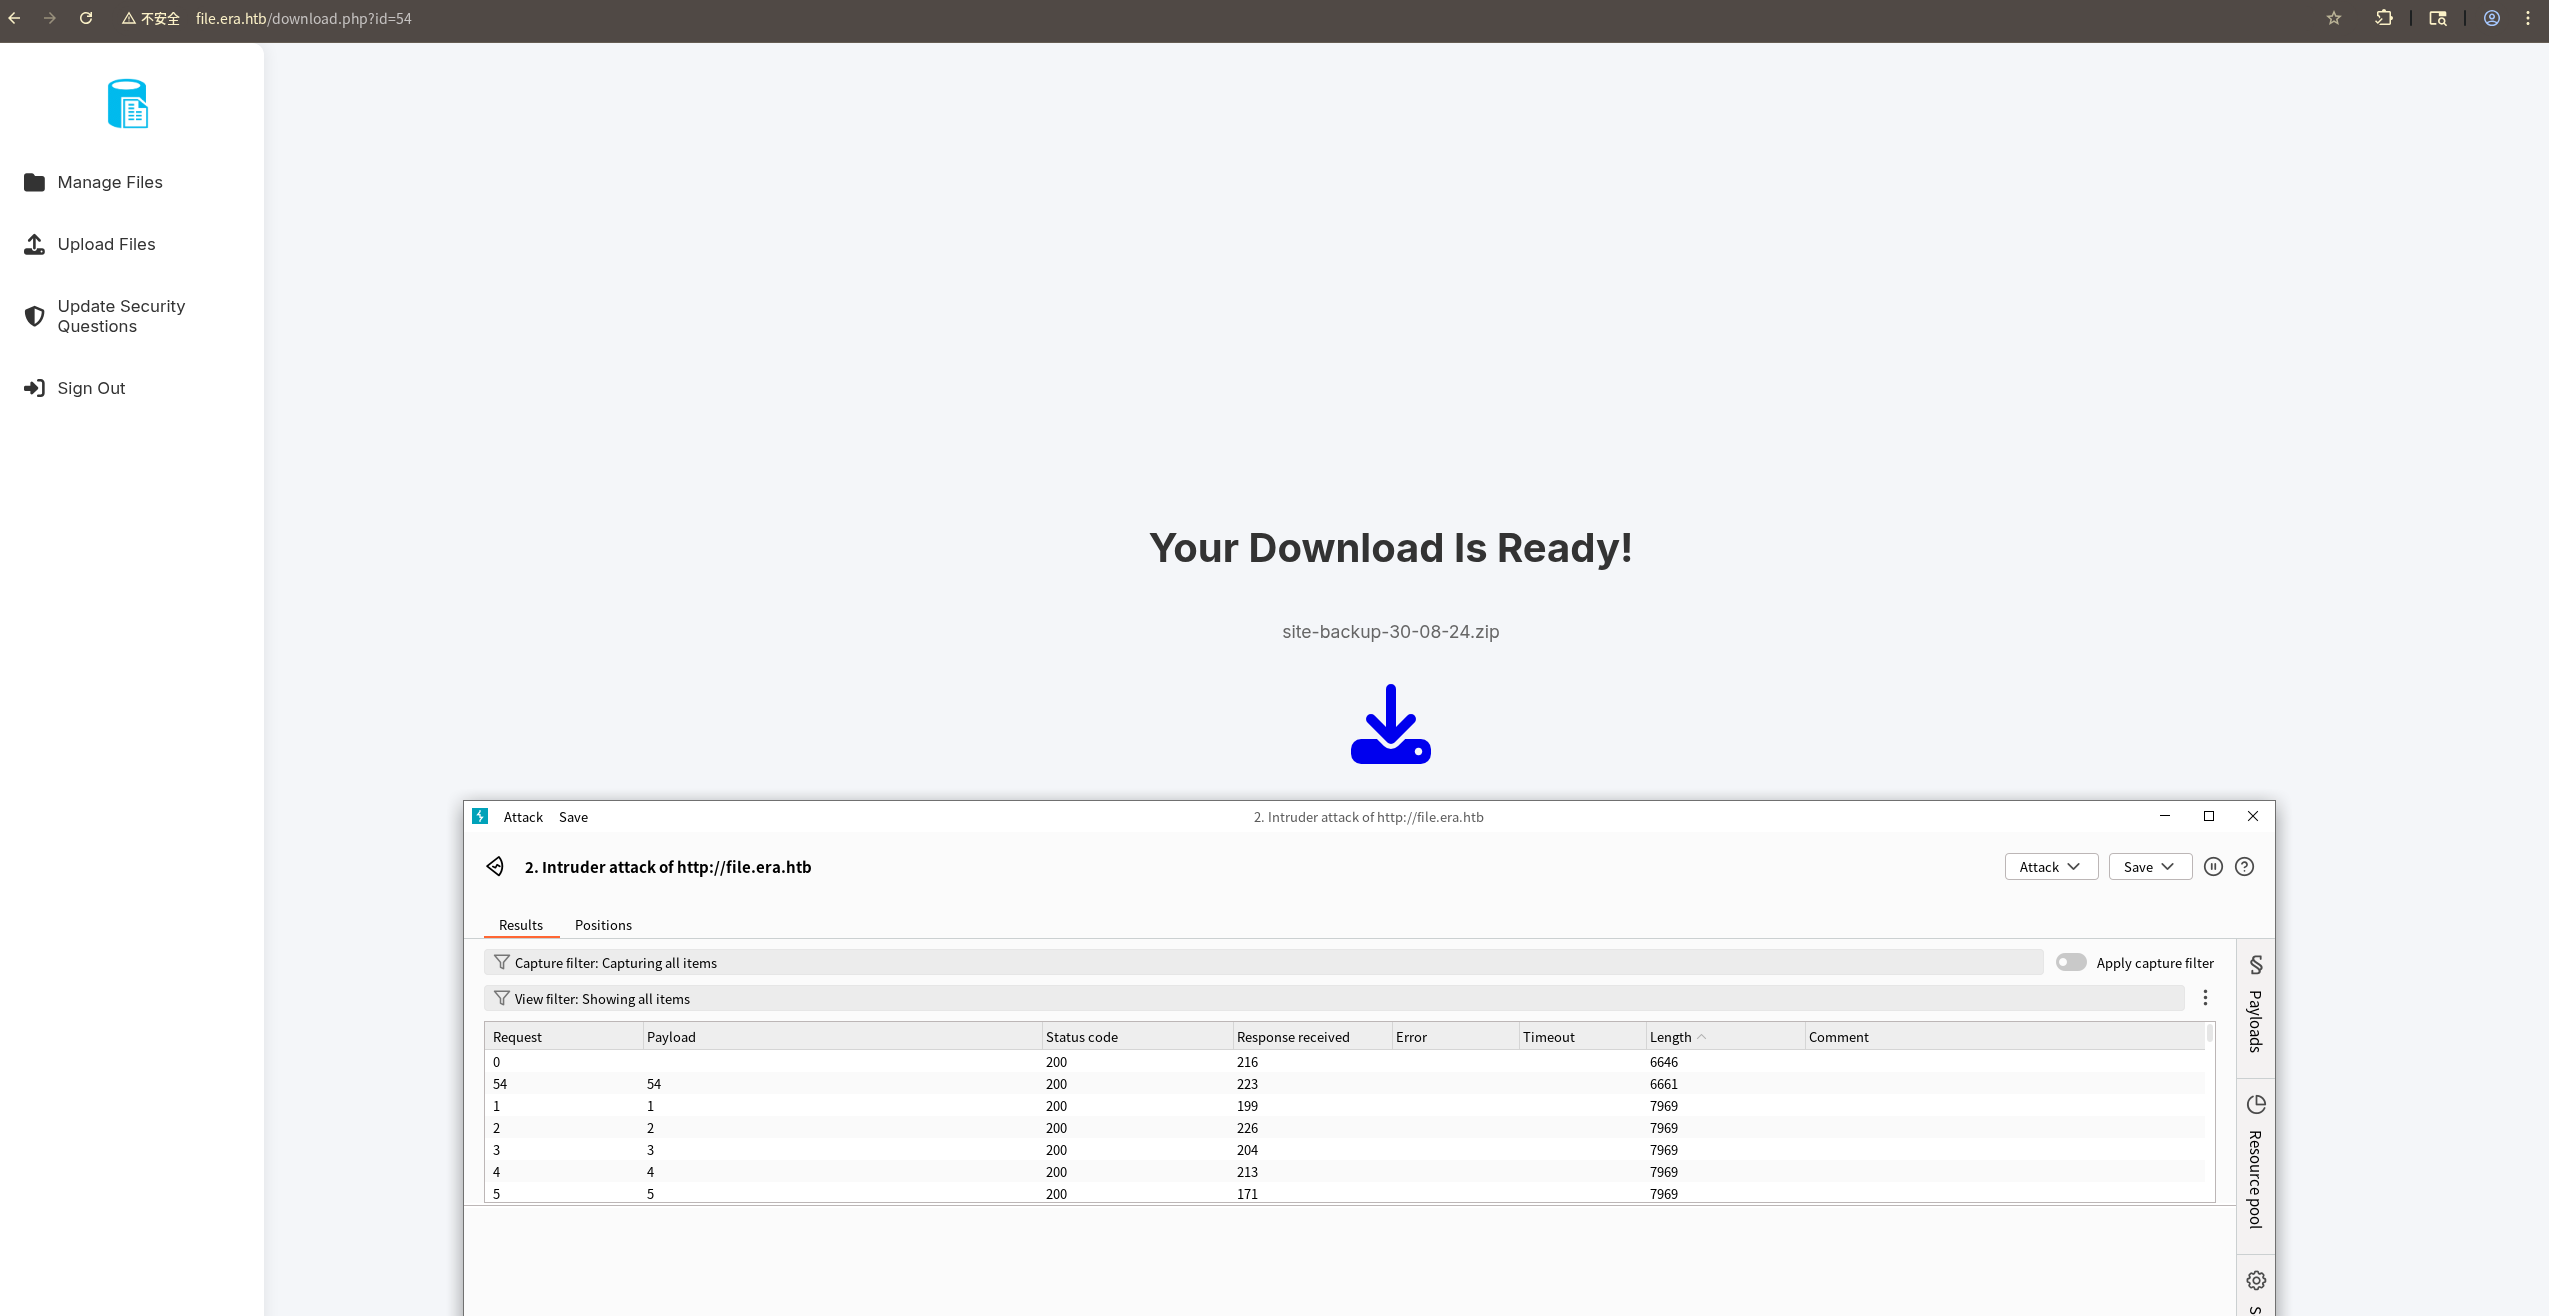 不安全 file.era.htb/download.php?id=54
Manage Files
Upload Files
Update Security
Questions
Sign Out
Your Download Is Ready!
site-backup-30-08-24.zip
Attack Save 2. Intruder attack of http://file.era.htb
2. Intruder attack of http://file.era.htb Attack Save
Results Positions
Capture filter: Capturing all items Apply capture filter
View filter: Showing all items
Request Payload Status code Response received Error Timeout Length Comment
0 200 216 6646
54 54 200 223 6661
1 1 200 199 7969
2 2 200 226 7969
3 3 200 204 7969
4 4 200 213 7969
5 5 200 171 7969
Payloads
Resource pool
S